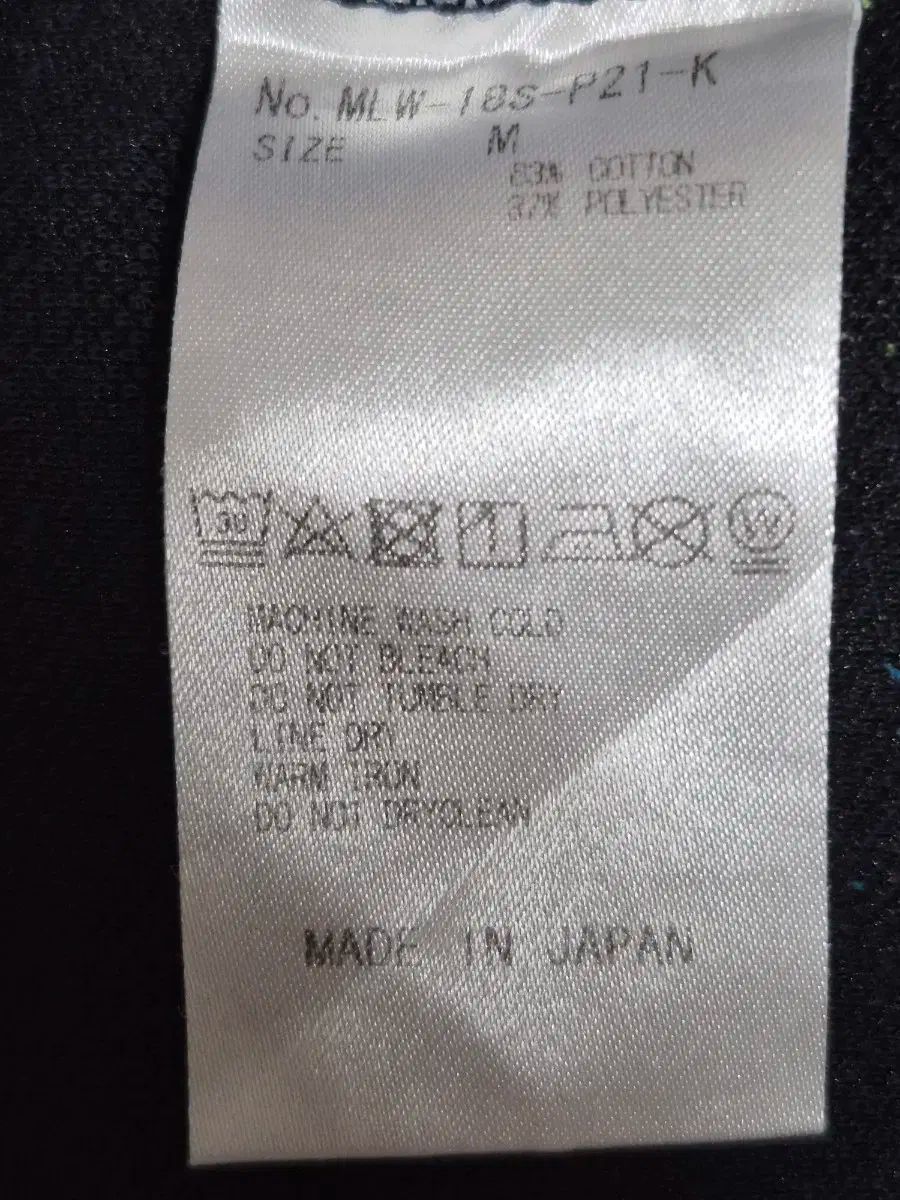 No. MLW-18S-P21-K
SIZE M
63% COTTON
37% POLYESTER
30 W
MACHINE WASH COLD
DO NOT BLEACH
DO NOT TUMBLE DRY
LINE DRY
WARM IRON
DO NOT DRYCLEAN
MADE IN JAPAN